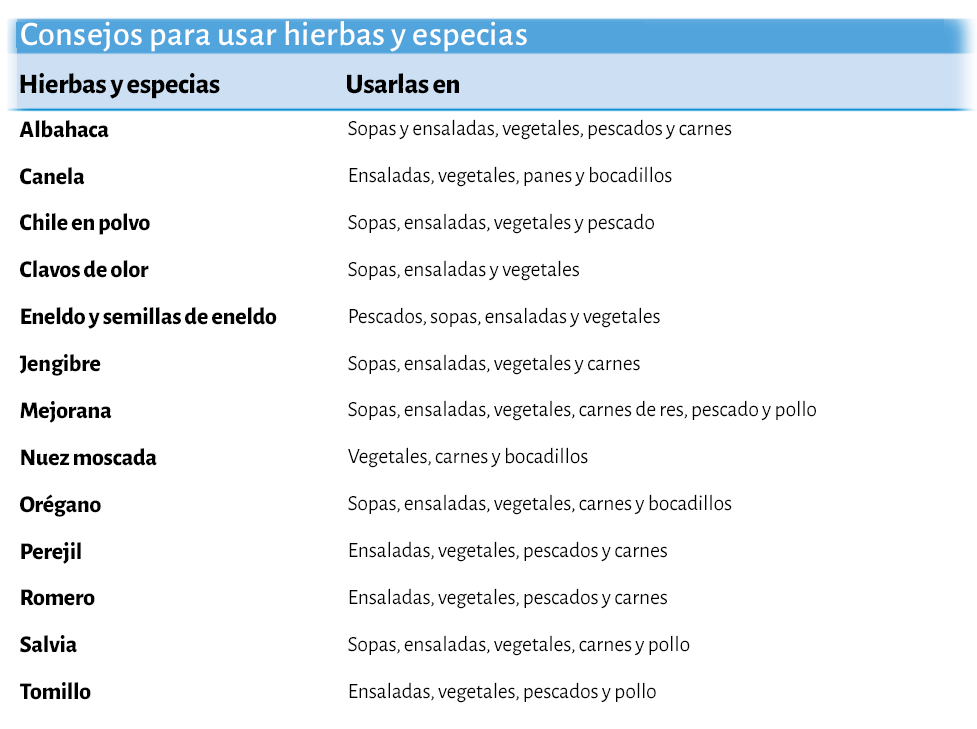 Consejos para usar hierbas y especias
Hierbas y especias Usarlas en
Albahaca Sopas y ensaladas, vegetales, pescados y carnes
Canela Ensaladas, vegetales, panes y bocadillos
Chile en polvo Sopas, ensaladas, vegetales y pescado
Clavos de olor Sopas, ensaladas y vegetales
Eneldo y semillas de eneldo Pescados, sopas, ensaladas y vegetales
Jengibre Sopas, ensaladas, vegetales y carnes
Mejorana Sopas, ensaladas, vegetales, carnes de res, pescado y pollo
Nuez moscada Vegetales, carnes y bocadillos
Orégano Sopas, ensaladas, vegetales, carnes y bocadillos
Perejil Ensaladas, vegetales, pescados y carnes
Romero Ensaladas, vegetales, pescados y carnes
Salvia Sopas, ensaladas, vegetales, carnes y pollo
Tomillo Ensaladas, vegetales, pescados y pollo